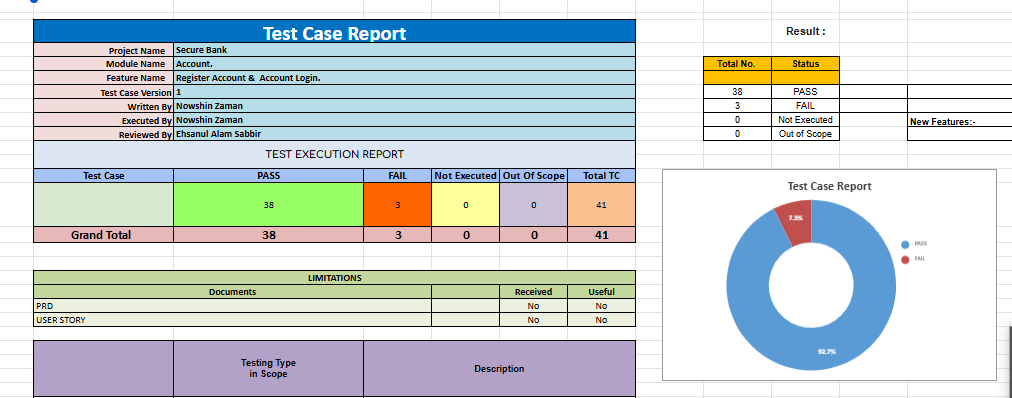 Test Case Report
Project Name Secure Bank
Module Name Account.
Feature Name Register Account & Account Login.
Test Case Version 1
Written By Nowshin Zaman
Executed By Nowshin Zaman
Reviewed By Ehsanul Alam Sabbir
TEST EXECUTION REPORT
Test Case PASS FAIL Not Executed Out Of Scope Total TC
38 3 0 0 41
Grand Total 38 3 0 0 41
LIMITATIONS
Documents Received Useful
PRD No No
USER STORY No No
Testing Type
in Scope
Description
Result :
Total No. Status
38 PASS
3 FAIL
0 Not Executed
0 Out of Scope
New Features:-
Test Case Report
7.3%
PASS
FAIL
92.7%